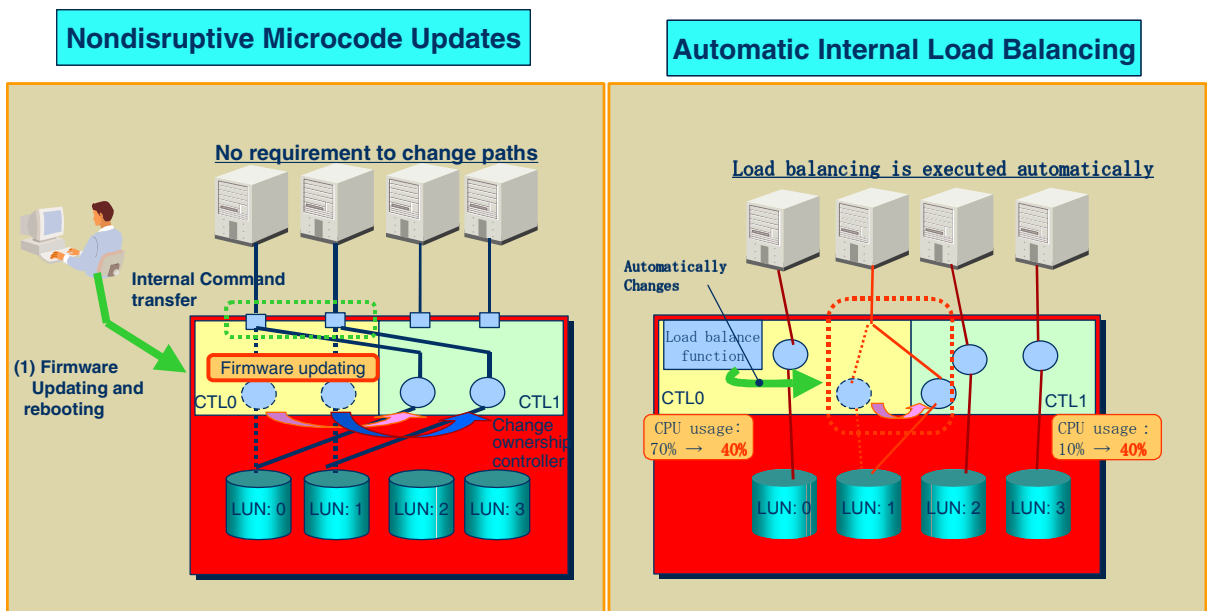 Nondisruptive Microcode Updates
No requirement to change paths
Internal Command
transfer
(1) Firmware
Updating and
rebooting
Firmware updating
CTL0
CTL1
Change
ownership
controller
LUN: 0
LUN: 1
LUN: 2
LUN: 3
Automatic Internal Load Balancing
Load balancing is executed automatically
Automatically
Changes
Load balance
function
CTL0
CTL1
CPU usage:
70% → 40%
CPU usage :
10% → 40%
LUN: 0
LUN: 1
LUN: 2
LUN: 3